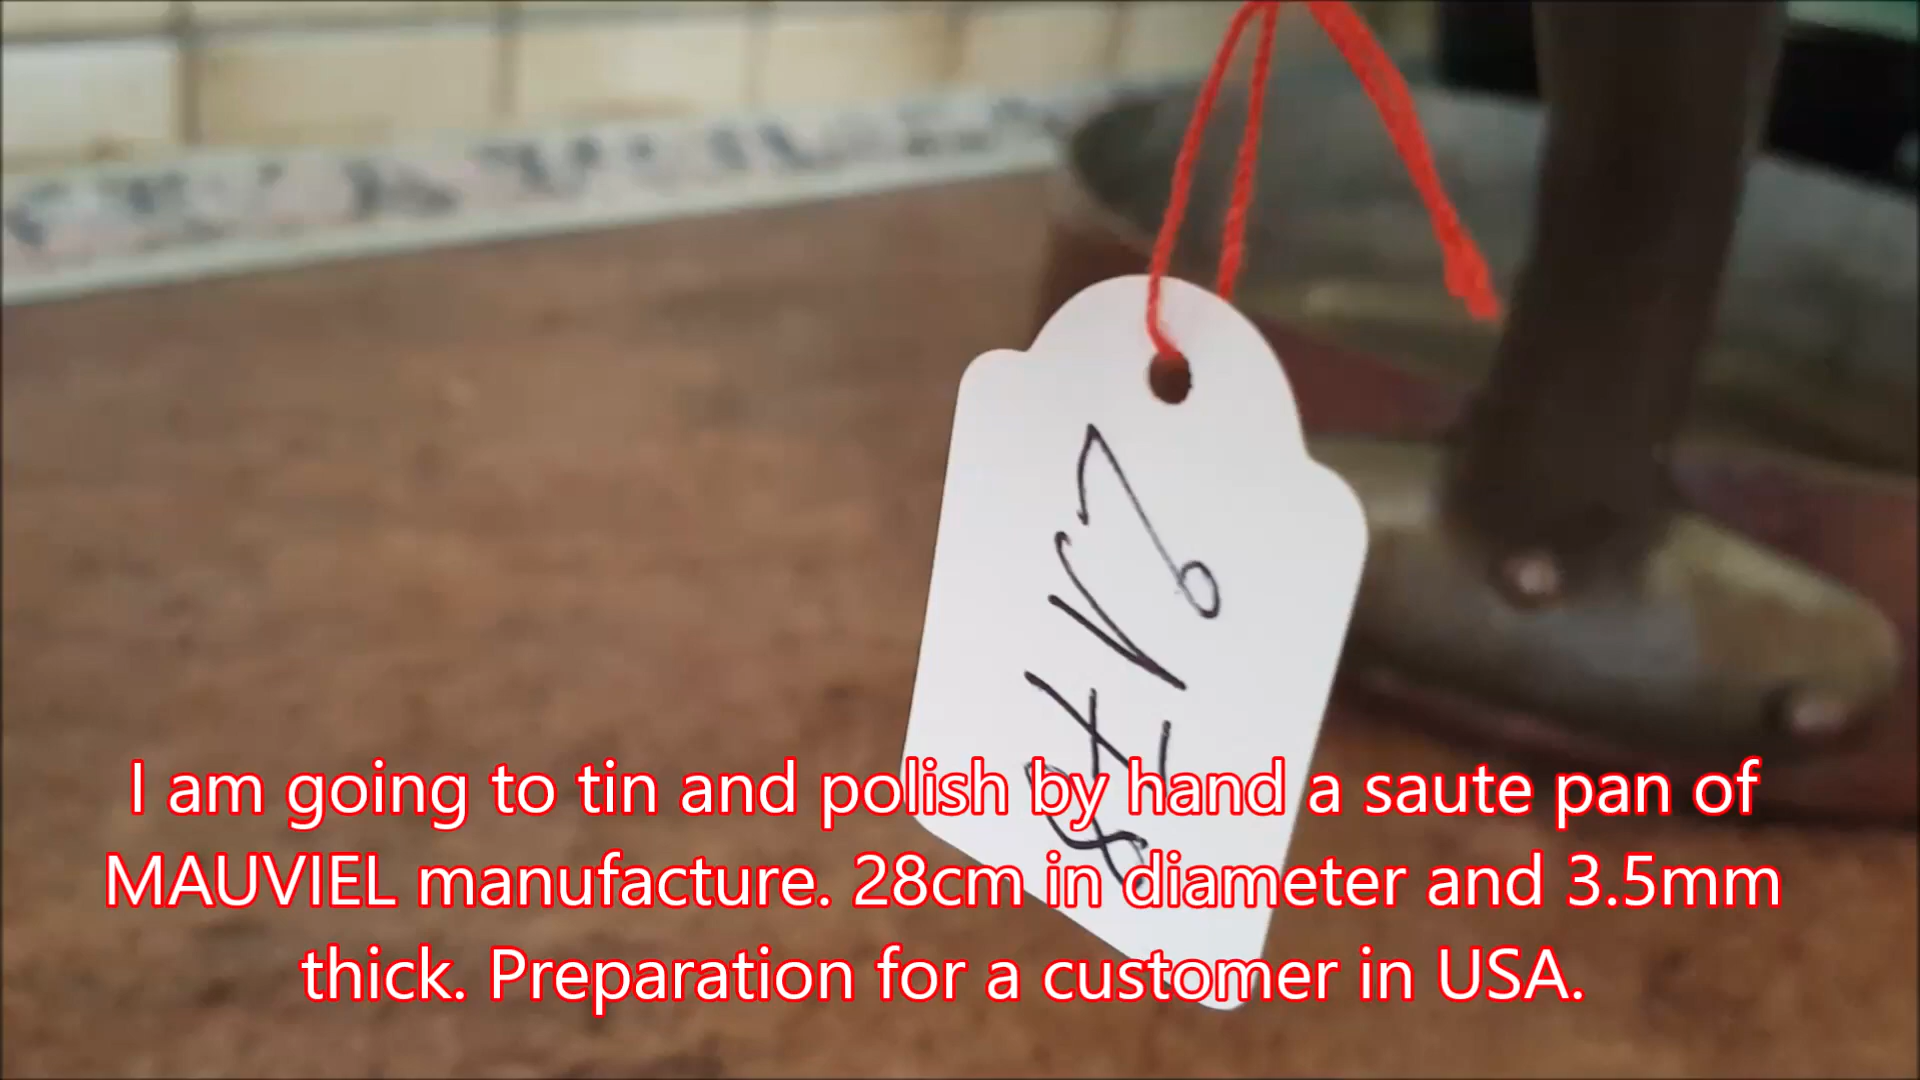 I am going to tin and polish by hand a saute pan of
MAUVIEL manufacture. 28cm in diameter and 3.5mm
thick. Preparation for a customer in USA.